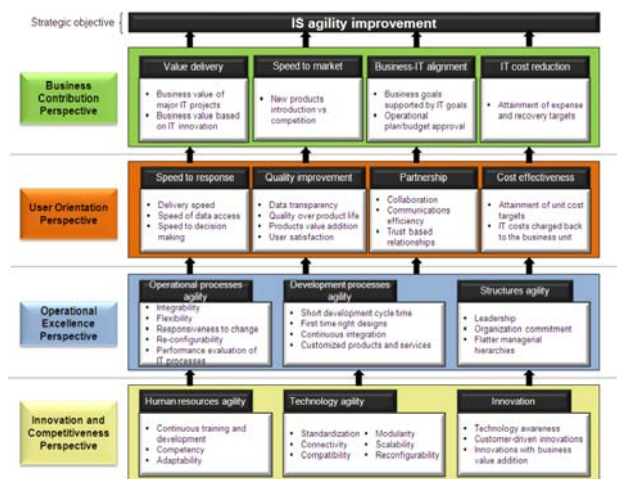 Strategic objective
IS agility improvement
Business
Contribution
Perspective
Value delivery
• Business value of
major IT projects
• Business value based
on IT innovation
Speed to market
• New products
introduction vs.
competition
Business-IT alignment
• Business goals
supported by IT goals
• Operational
plan/budget approval
IT cost reduction
• Attainment of expense
and recovery targets
User Orientation
Perspective
Speed to response
• Delivery speed
• Speed of data access
• Speed to decision
making
Quality improvement
• Data transparency
• Quality over product life
• Products value addition
• User satisfaction
Partnership
• Collaboration
• Communications
efficiency
• Trust based
relationships
Cost effectiveness
• Attainment of unit cost
targets
• IT costs charged back
to the business unit
Operational
Excellence
Perspective
Operational processes
agility
• Integrability
• Flexibility
• Responsiveness to change
• Re-configurability
• Performance evaluation of
IT processes
Development processes
agility
• Short development cycle time
• First time right designs
• Continuous integration
• Customized products and services
Structures agility
• Leadership
• Organization commitment
• Flatter managerial
hierarchies
Innovation and
Competitiveness
Perspective
Human resources agility
• Continuous training and
development
• Competency
• Adaptability
Technology agility
• Standardization
• Connectivity
• Compatibility
• Modularity
• Scalability
• Reconfigurability
Innovation
• Technology awareness
• Customer-driven innovations
• Innovations with business
value addition